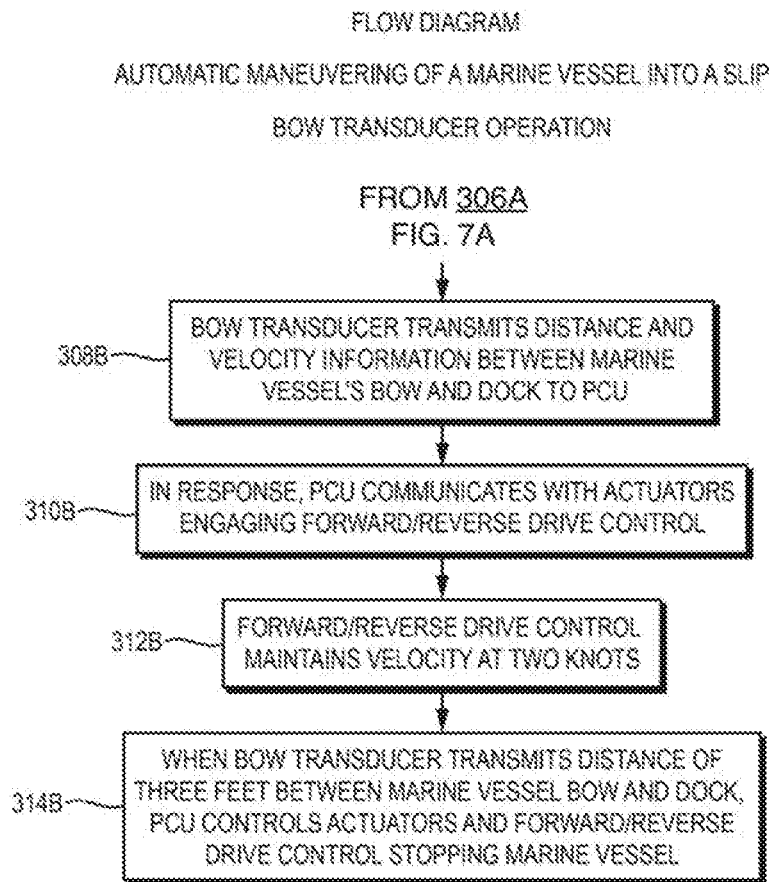 FLOW DIAGRAM
AUTOMATIC MANEUVERING OF A MARINE VESSEL INTO A SLIP
BOW TRANSDUCER OPERATION
FROM 306A
FIG. 7A
308B
BOW TRANSDUCER TRANSMITS DISTANCE AND
VELOCITY INFORMATION BETWEEN MARINE
VESSEL'S BOW AND DOCK TO PCU
310B
IN RESPONSE, PCU COMMUNICATES WITH ACTUATORS
ENGAGING FORWARD/REVERSE DRIVE CONTROL
312B
FORWARD/REVERSE DRIVE CONTROL
MAINTAINS VELOCITY AT TWO KNOTS
314B
WHEN BOW TRANSDUCER TRANSMITS DISTANCE OF
THREE FEET BETWEEN MARINE VESSEL BOW AND DOCK,
PCU CONTROLS ACTUATORS AND FORWARD/REVERSE
DRIVE CONTROL STOPPING MARINE VESSEL